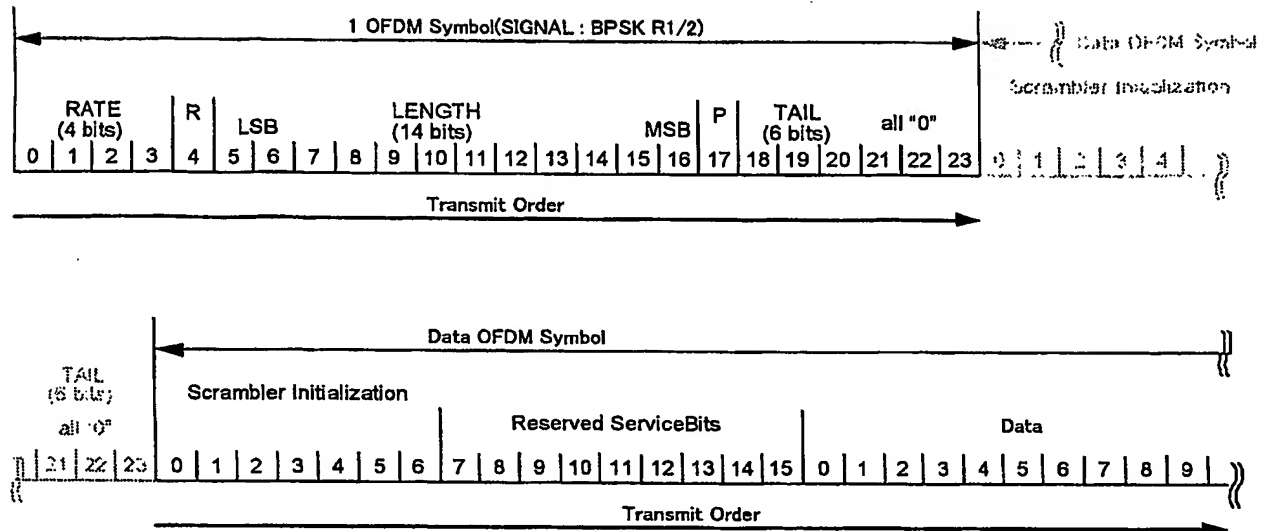 1 OFDM Symbol(SIGNAL : BPSK R1/2)
Data OFDM Symbol
Scrambler Initialization
RATE
(4 bits)
R
LSB
LENGTH
(14 bits)
MSB
P
TAIL
(6 bits)
all "0"
0 1 2 3 4 5 6 7 8 9 10 11 12 13 14 15 16 17 18 19 20 21 22 23 0 1 2 3 4
Transmit Order
Data OFDM Symbol
TAIL
(6 bits)
all "0"
Scrambler Initialization
Reserved ServiceBits
Data
21 22 23 0 1 2 3 4 5 6 7 8 9 10 11 12 13 14 15 0 1 2 3 4 5 6 7 8 9
Transmit Order